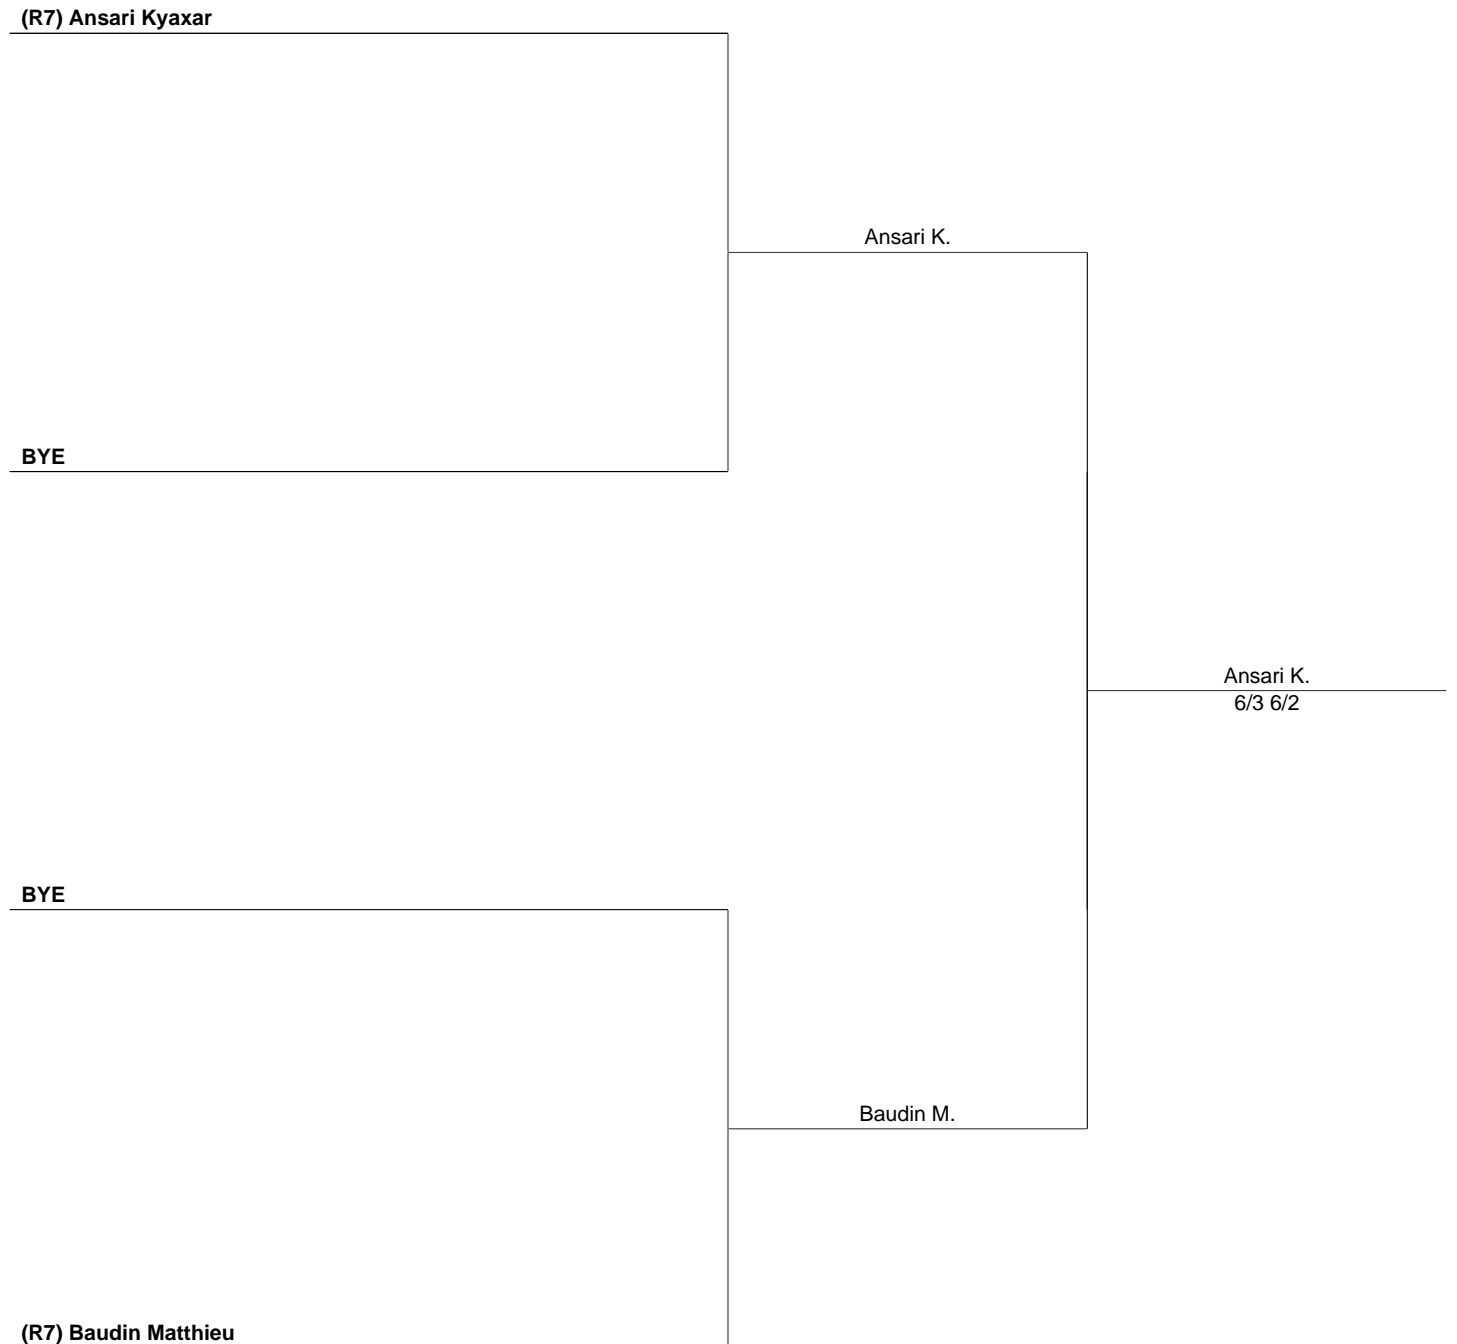 (R7) Ansari Kyaxar
Ansari K.
BYE
Ansari K.
6/3 6/2
BYE
Baudin M.
(R7) Baudin Matthieu